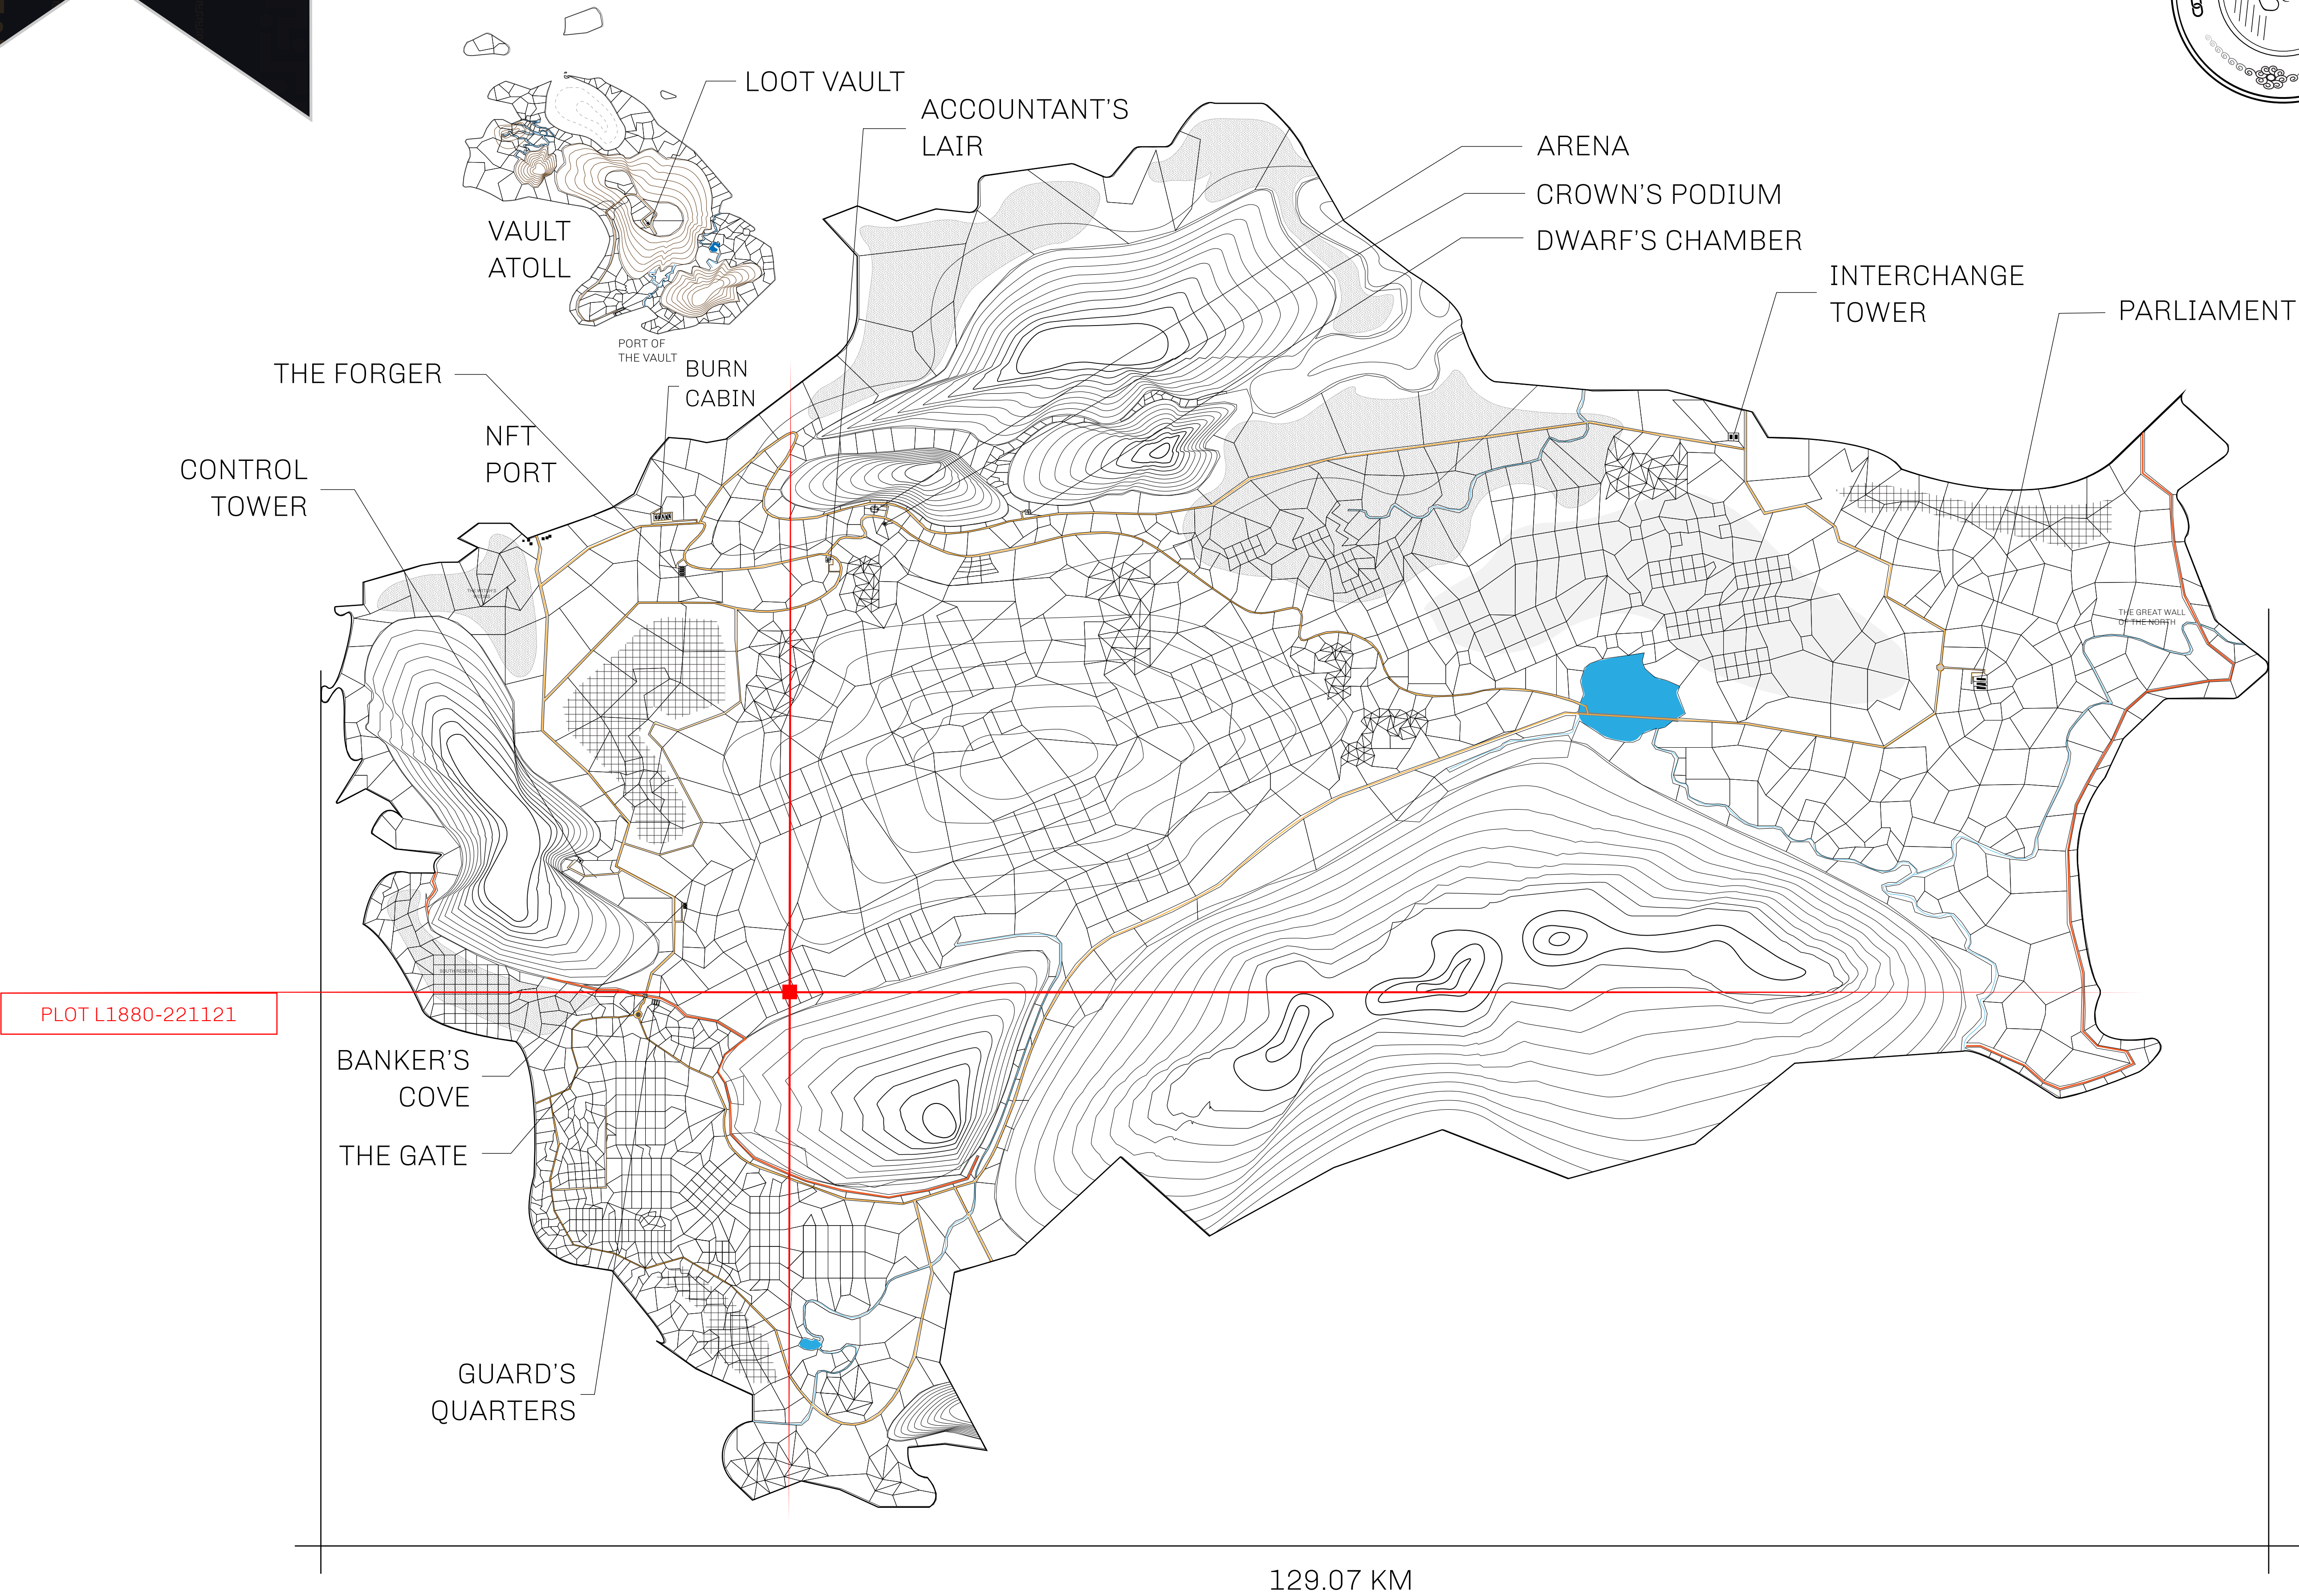 LOOT VAULT
ACCOUNTANT'S
LAIR
ARENA
CROWN'S PODIUM
DWARF'S CHAMBER
VAULT
ATOLL
INTERCHANGE
TOWER
PARLIAMENT
PORT OF
THE VAULT
THE FORGER
BURN
CABIN
NFT
PORT
CONTROL
TOWER
THE GREAT WALL
OF THE NORTH
SOUTH RESERVE
PLOT L1880-221121
BANKER'S
COVE
THE GATE
GUARD'S
QUARTERS
129.07 KM